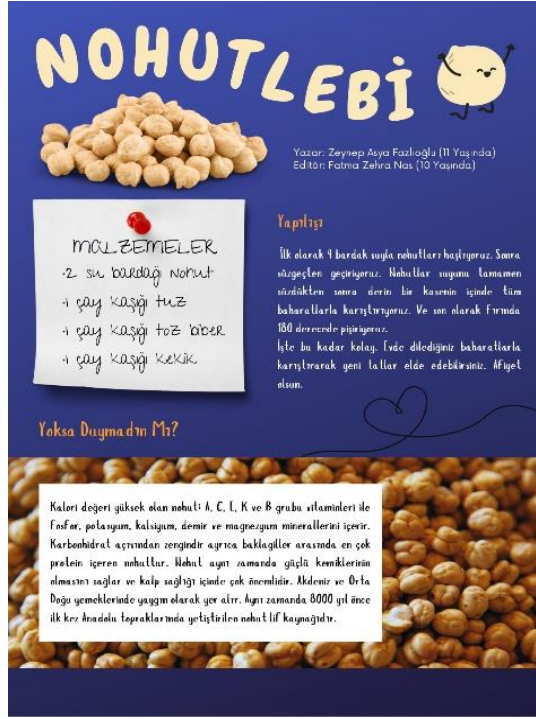 NOHUTLEBİ
Yazar: Zeynep Asya Fazlıoğlu (11 Yaşında)
Editör: Fatma Zehra Nas (10 Yaşında)
MALZEMELER
·2 su bardağı Nohut
·1 çay kaşığı tuz
·1 çay kaşığı toz biber
·1 çay kaşığı kekik
Yapılışı
İlk olarak 4 bardak suyla nohutları haşlıyoruz. Sonra
süzgeçten geçiriyoruz. Nohutlar suyunu tamamen
süzdükten sonra derin bir kasenin içinde tüm
baharatlarla karıştırıyoruz. Ve son olarak fırında
180 derecede pişiriyoruz.
İşte bu kadar kolay. Evde dilediğiniz baharatlarla
karıştırarak yeni tatlar elde edebilirsiniz. Afiyet
olsun.
Yoksa Duymadın Mı?
Kalori değeri yüksek olan nohut; A, C, E, K ve B grubu vitaminleri ile
fosfor, potasyum, kalsiyum, demir ve magnezyum minerallerini içerir.
Karbonhidrat açısından zengindir ayrıca baklagiller arasında en çok
protein içeren nohuttur. Nohut aynı zamanda güçlü kemiklerinin
olmasını sağlar ve kalp sağlığı içinde çok önemlidir. Akdeniz ve Orta
Doğu yemeklerinde yaygın olarak yer alır. Aynı zamanda 8000 yıl önce
ilk kez Anadolu topraklarında yetiştirilen nohut lif kaynağıdır.